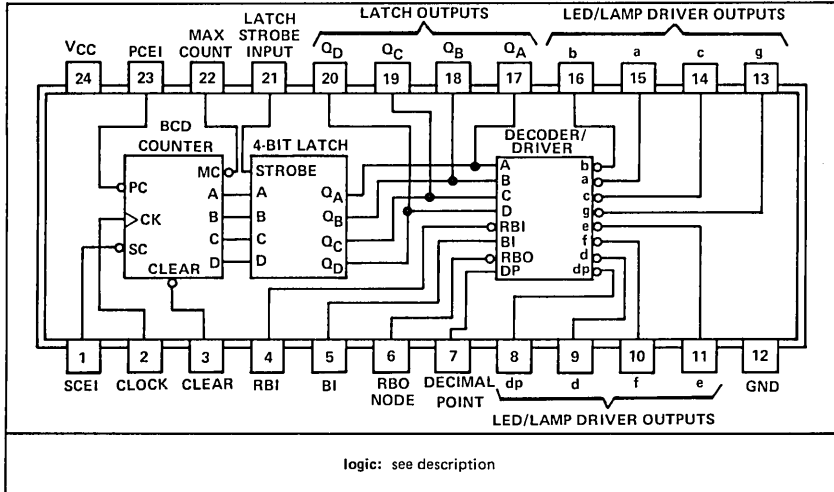 LATCH OUTPUTS
LED/LAMP DRIVER OUTPUTS
VCC PCEI MAX COUNT LATCH STROBE INPUT QD QC QB QA b a c g
24 23 22 21 20 19 18 17 16 15 14 13
BCD COUNTER
4-BIT LATCH
DECODER/DRIVER
MC STROBE
PC
CK
SC
CLEAR
A A QA A b
B B QB B a
C C QC C c
D D QD D g
RBI e
BI f
RBO d
DP dp
1 2 3 4 5 6 7 8 9 10 11 12
SCEI CLOCK CLEAR RBI BI RBO NODE DECIMAL POINT dp d f e GND
LED/LAMP DRIVER OUTPUTS
logic: see description